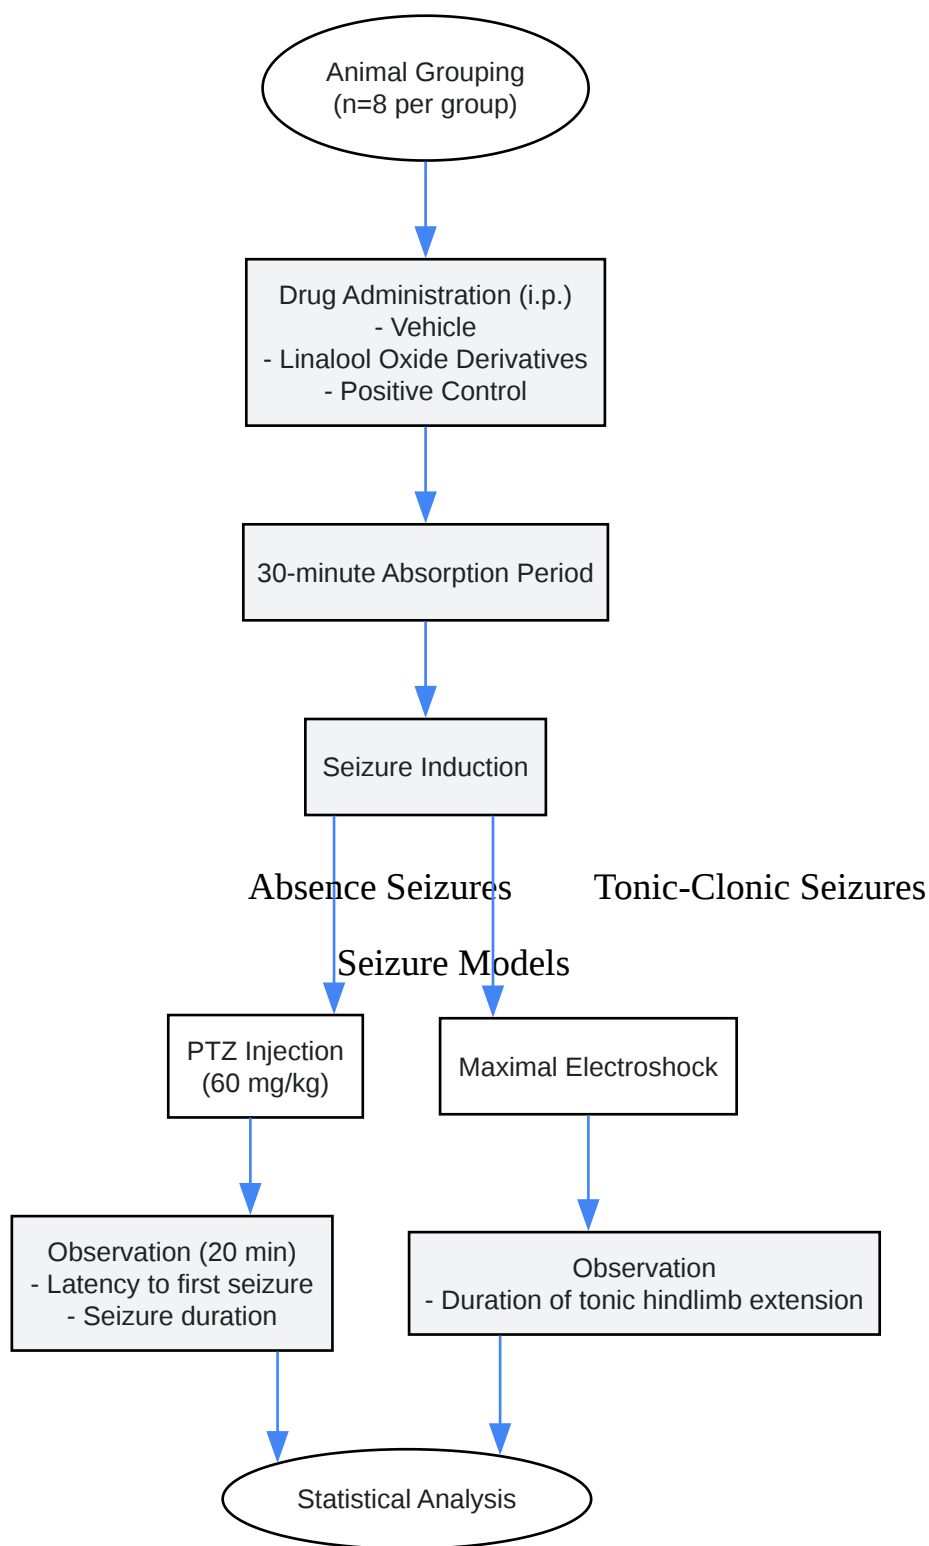 Animal Grouping
(n=8 per group)
Drug Administration (i.p.)
- Vehicle
- Linalool Oxide Derivatives
- Positive Control
30-minute Absorption Period
Seizure Induction
Absence Seizures
Tonic-Clonic Seizures
Seizure Models
PTZ Injection
(60 mg/kg)
Maximal Electroshock
Observation (20 min)
- Latency to first seizure
- Seizure duration
Observation
- Duration of tonic hindlimb extension
Statistical Analysis